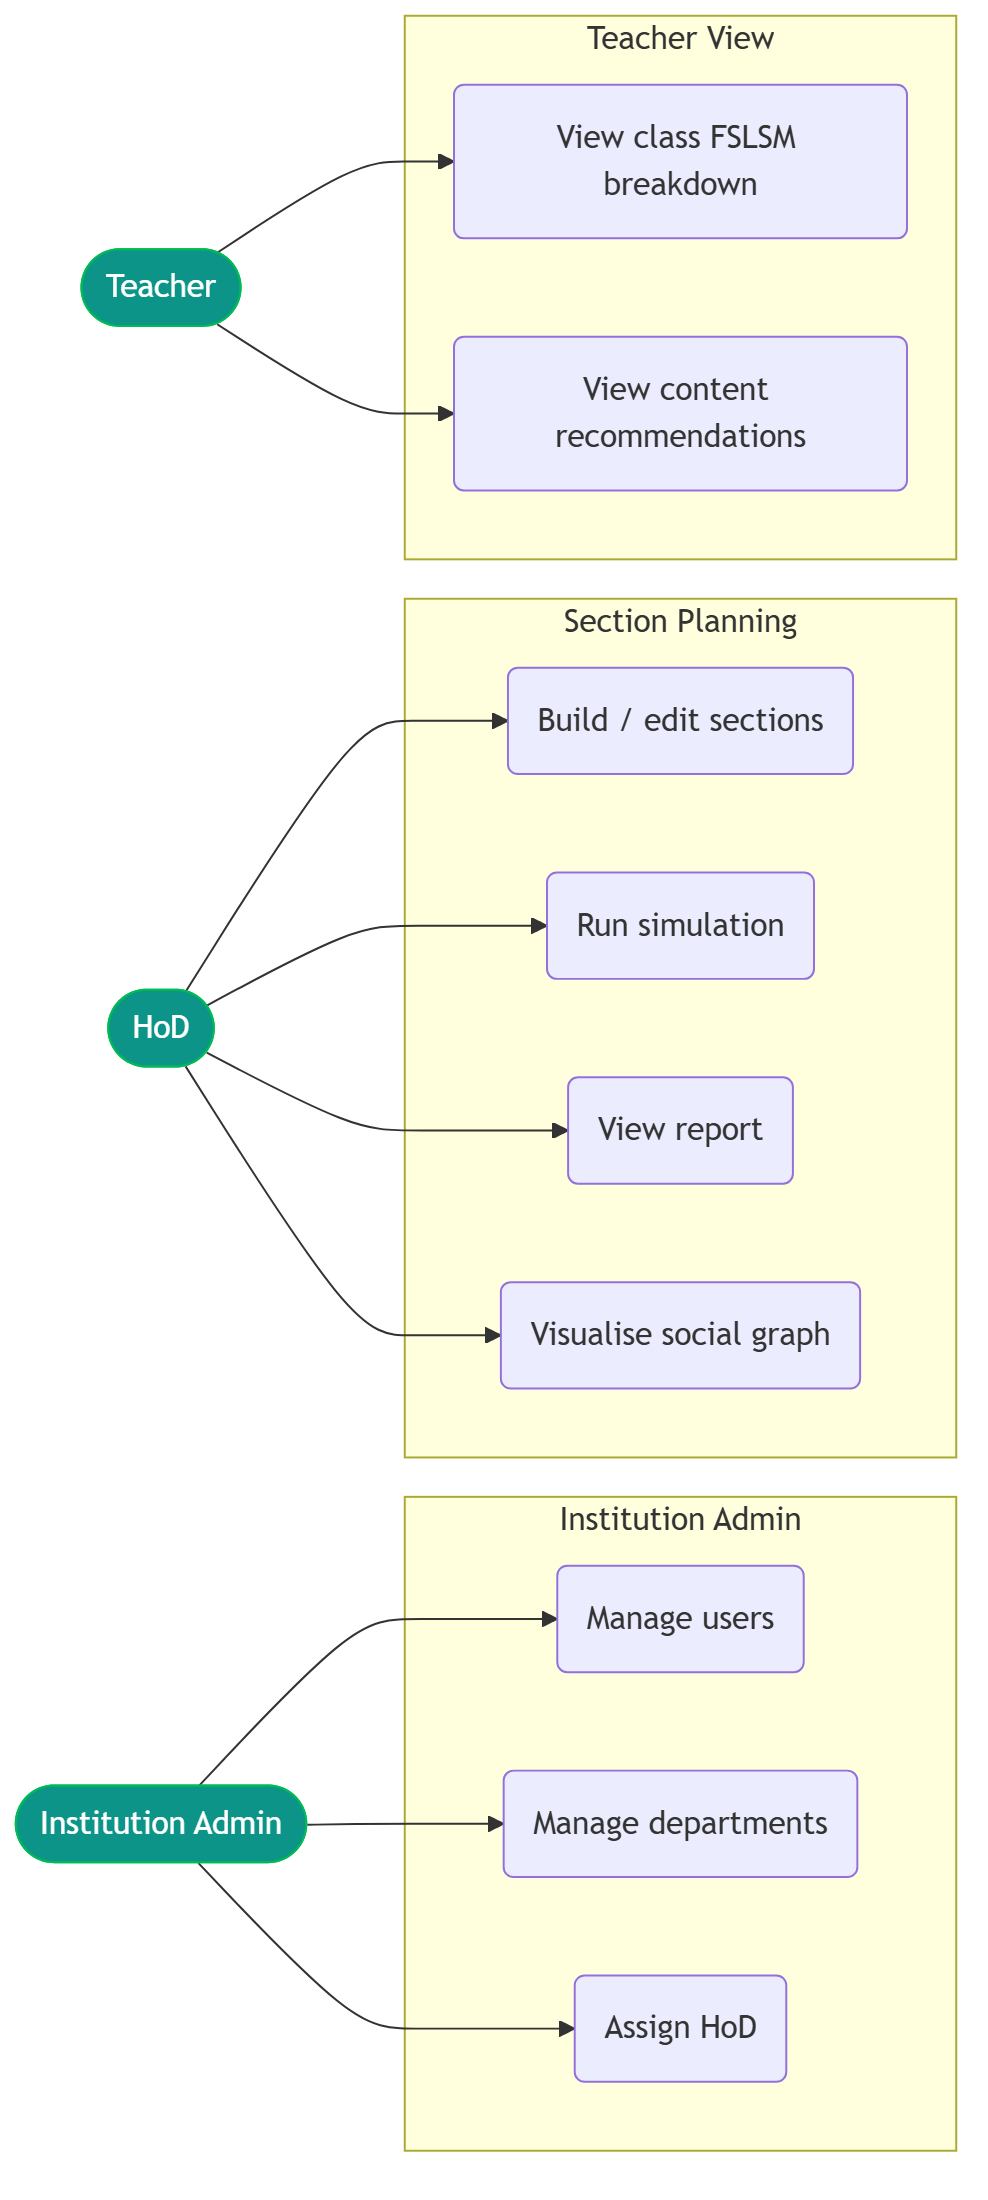 Teacher View
View class FSLSM
breakdown
Teacher
View content
recommendations
Section Planning
Build / edit sections
Run simulation
HoD
View report
Visualise social graph
Institution Admin
Manage users
Institution Admin
Manage departments
Assign HoD